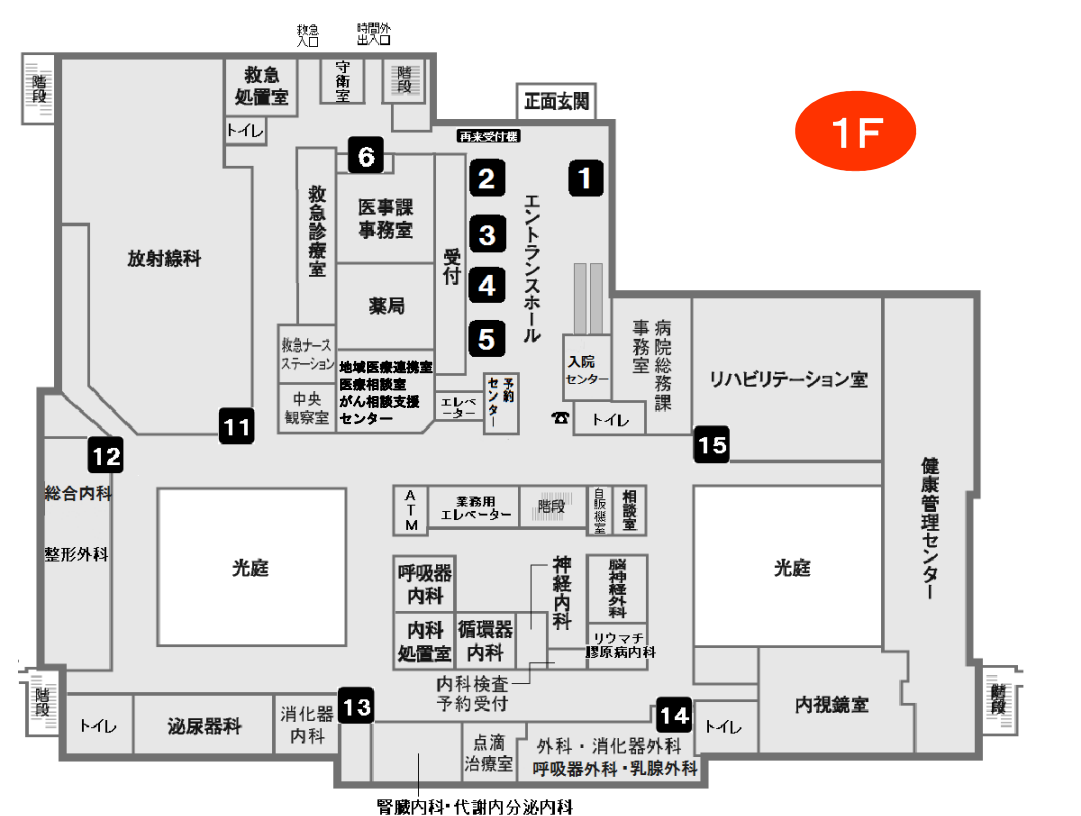 救急
入口
時間外
出入口
1F
階段
救急
処置室
守衛室
階段
正面玄関
トイレ
再来受付機
6
2
1
救急診療室
医事課
事務室
受付
エントランスホール
3
4
5
放射線科
薬局
救急ナース
ステーション
地域医療連携室
医療相談室
がん相談支援
センター
中央
観察室
エレベ
ーター
予約
センター
入院
センター
トイレ
病院総務課
事務室
リハビリテーション室
11
12
15
健康管理センター
総合内科
整形外科
光庭
ATM
業務用
エレベーター
階段
自販機室
相談室
光庭
呼吸器
内科
神経内科
脳神経外科
内科
処置室
循環器
内科
リウマチ
膠原病内科
内科検査
予約受付
階段
トイレ
泌尿器科
消化器
内科
13
14
トイレ
内視鏡室
階段
点滴
治療室
外科・消化器外科
呼吸器外科・乳腺外科
腎臓内科・代謝内分泌内科